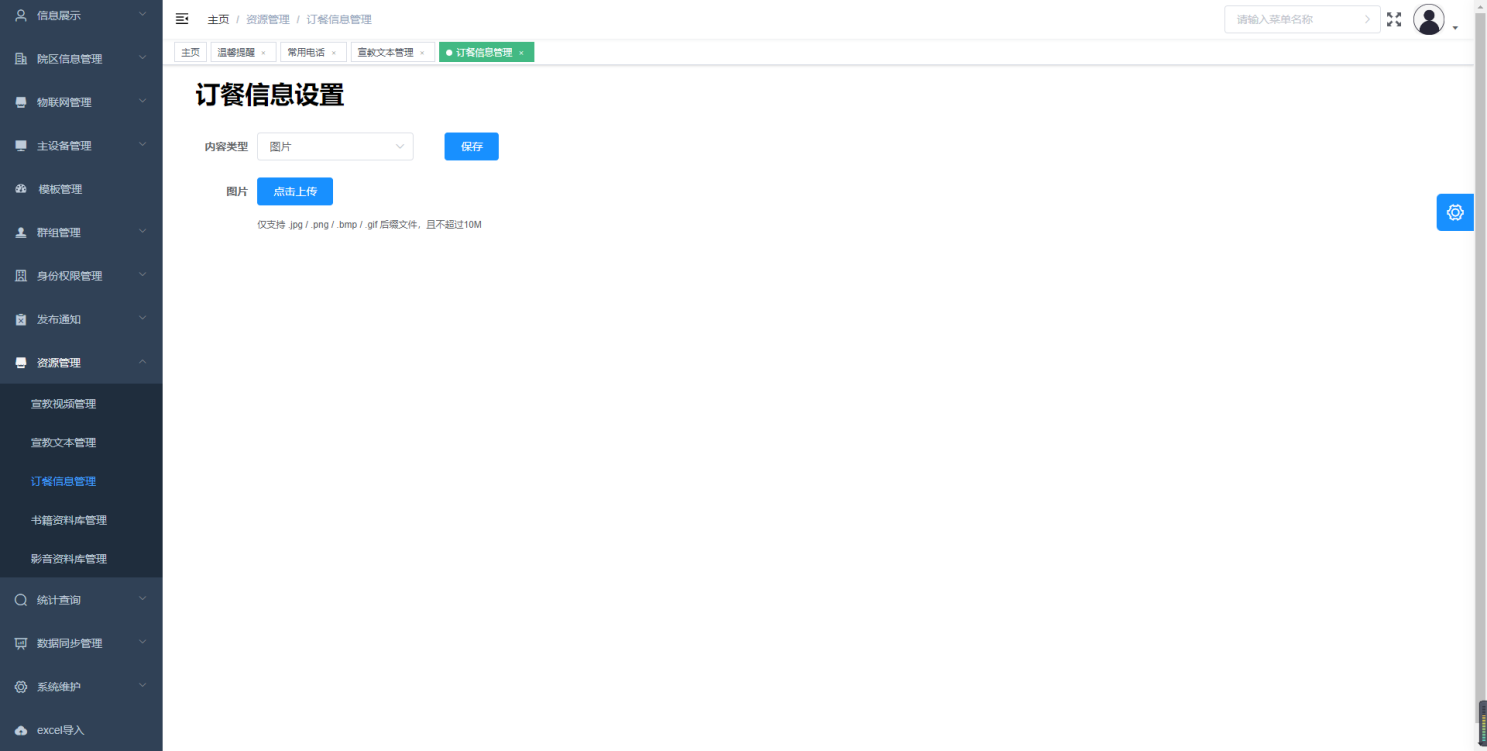 信息展示
院区信息管理
物联网管理
主设备管理
模板管理
群组管理
身份权限管理
发布通知
资源管理
宣教视频管理
宣教文本管理
订餐信息管理
书籍资料库管理
影音资料库管理
统计查询
数据同步管理
系统维护
excel导入
主页 / 资源管理 / 订餐信息管理
请输入菜单名称
主页 温馨提醒 × 常用电话 × 宣教文本管理 × 订餐信息管理 ×
订餐信息设置
内容类型 图片 保存
图片 点击上传
仅支持 .jpg / .png / .bmp / .gif 后缀文件，且不超过10M